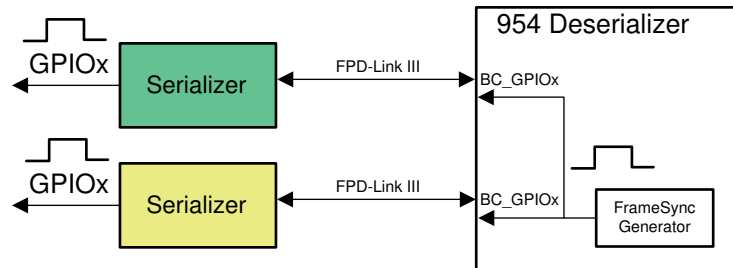 954 Deserializer
GPIOx
Serializer
FPD-Link III
BC_GPIOx
GPIOx
Serializer
FPD-Link III
BC_GPIOx
FrameSync
Generator